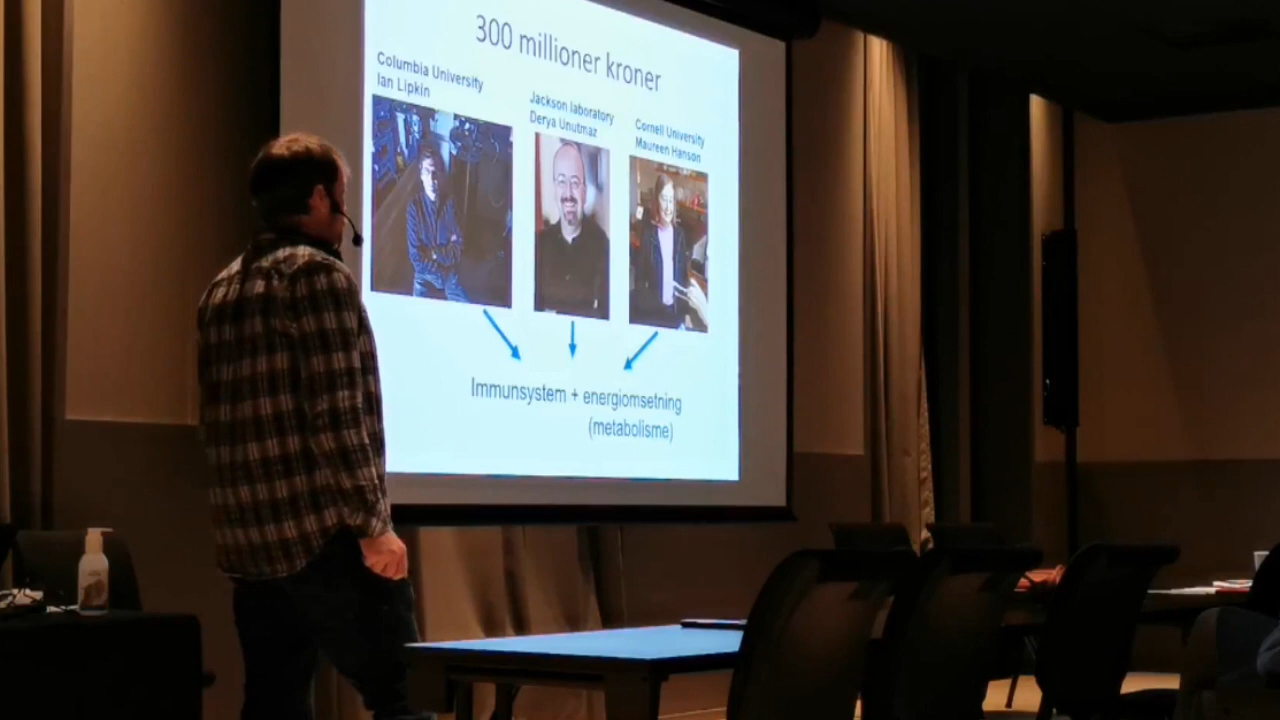 300 millioner kroner
Columbia University
Ian Lipkin
Jackson laboratory
Derya Unutmaz
Cornell University
Maureen Hanson
Immunsystem + energiomsetning
(metabolisme)